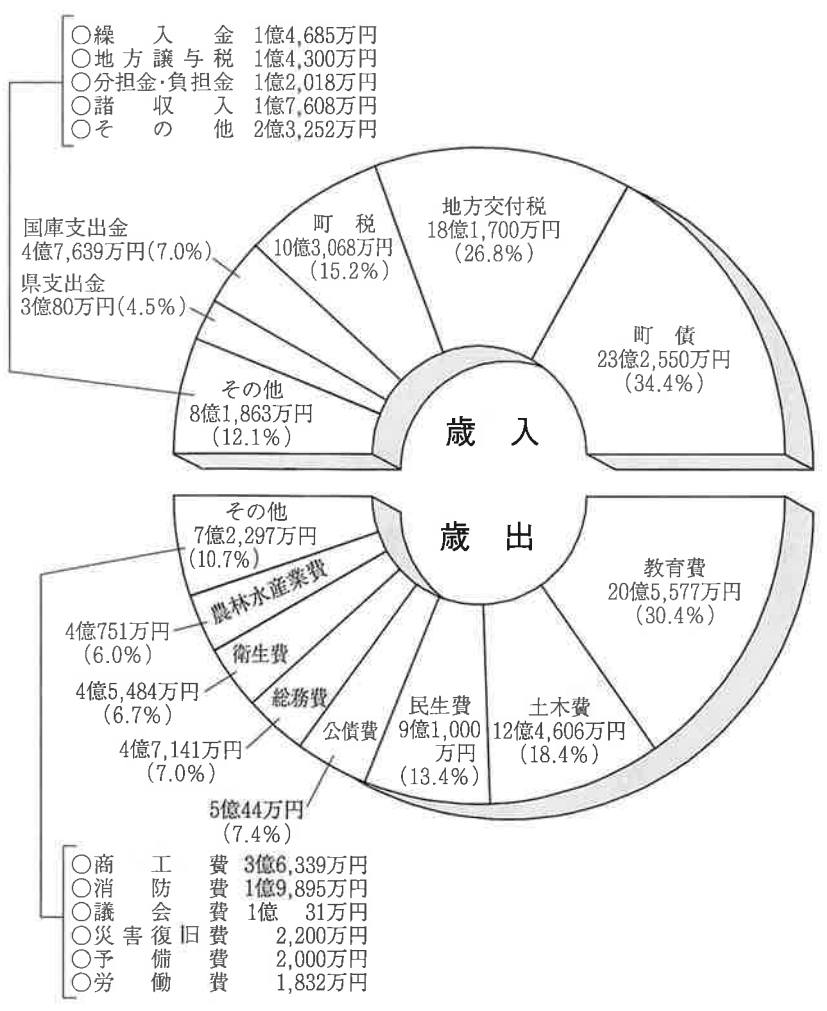 ○繰入金 1億4,685万円
○地方譲与税 1億4,300万円
○分担金・負担金 1億2,018万円
○諸収入 1億7,608万円
○その他 2億3,252万円
国庫支出金
4億7,639万円(7.0%)
県支出金
3億80万円(4.5%)
その他
8億1,863万円
(12.1%)
町税
10億3,068万円
(15.2%)
地方交付税
18億1,700万円
(26.8%)
町債
23億2,550万円
(34.4%)
歳入
歳出
その他
7億2,297万円
(10.7%)
農林水産業費
4億751万円
(6.0%)
衛生費
4億5,484万円
(6.7%)
総務費
4億7,141万円
(7.0%)
公債費
5億44万円
(7.4%)
民生費
9億1,000
万円
(13.4%)
土木費
12億4,606万円
(18.4%)
教育費
20億5,577万円
(30.4%)
○商工費 3億6,339万円
○消防費 1億9,895万円
○議会費 1億 31万円
○災害復旧費 2,200万円
○予備費 2,000万円
○労働費 1,832万円